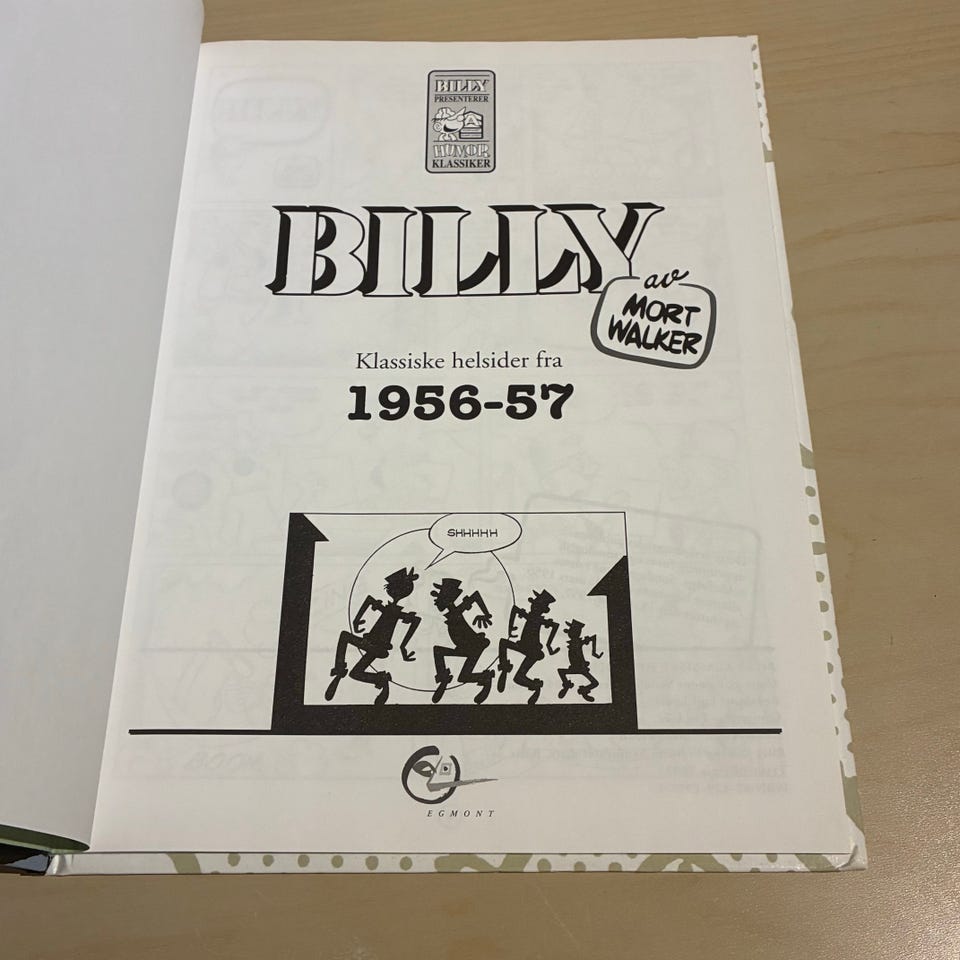 BILLY
PRESENTERER
HUMOR
KLASSIKER
BILLY
av
MORT
WALKER
Klassiske helsider fra
1956-57
SHHHHH
EGMONT